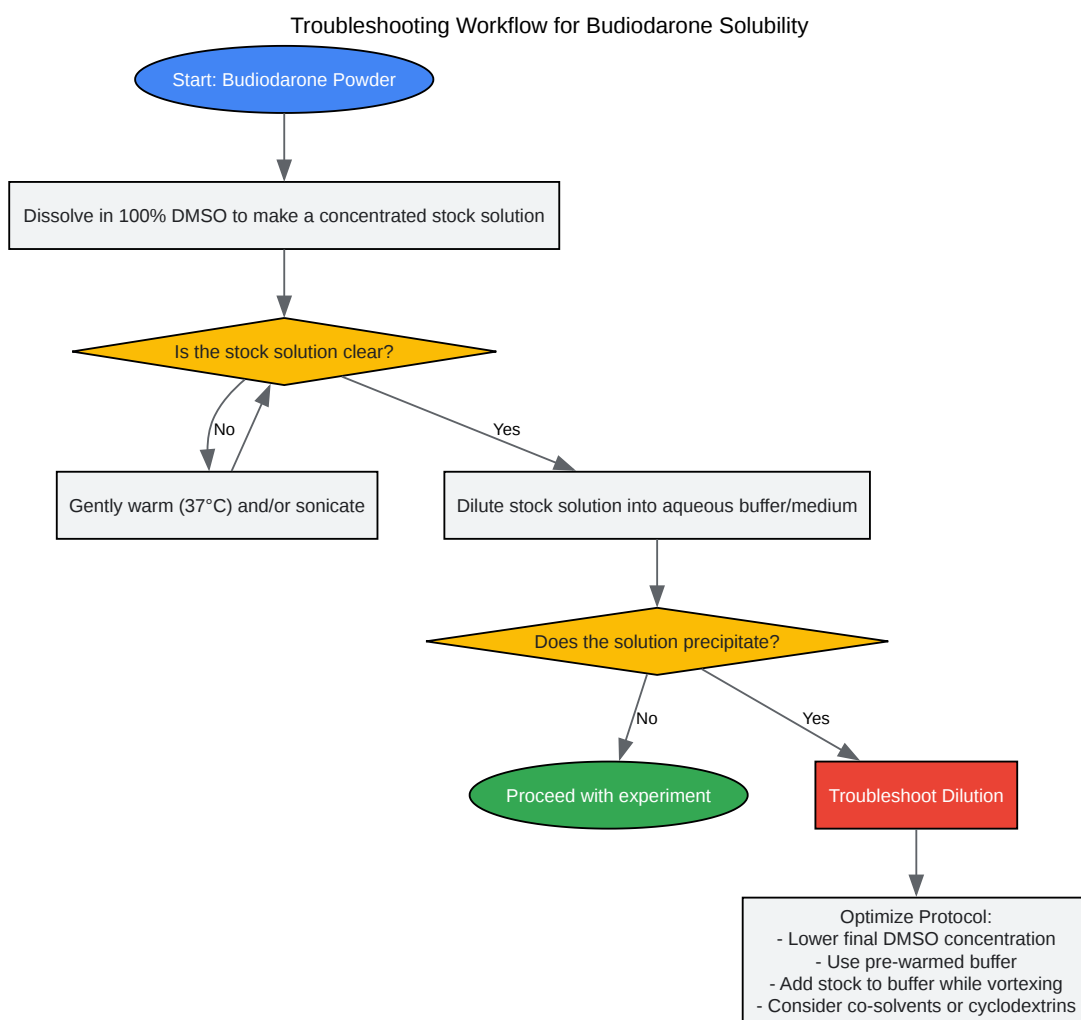 Troubleshooting Workflow for Budiodarone Solubility
Start: Budiodarone Powder
Dissolve in 100% DMSO to make a concentrated stock solution
Is the stock solution clear?
No
Yes
Gently warm (37°C) and/or sonicate
Dilute stock solution into aqueous buffer/medium
Does the solution precipitate?
No
Yes
Proceed with experiment
Troubleshoot Dilution
Optimize Protocol:
- Lower final DMSO concentration
- Use pre-warmed buffer
- Add stock to buffer while vortexing
- Consider co-solvents or cyclodextrins